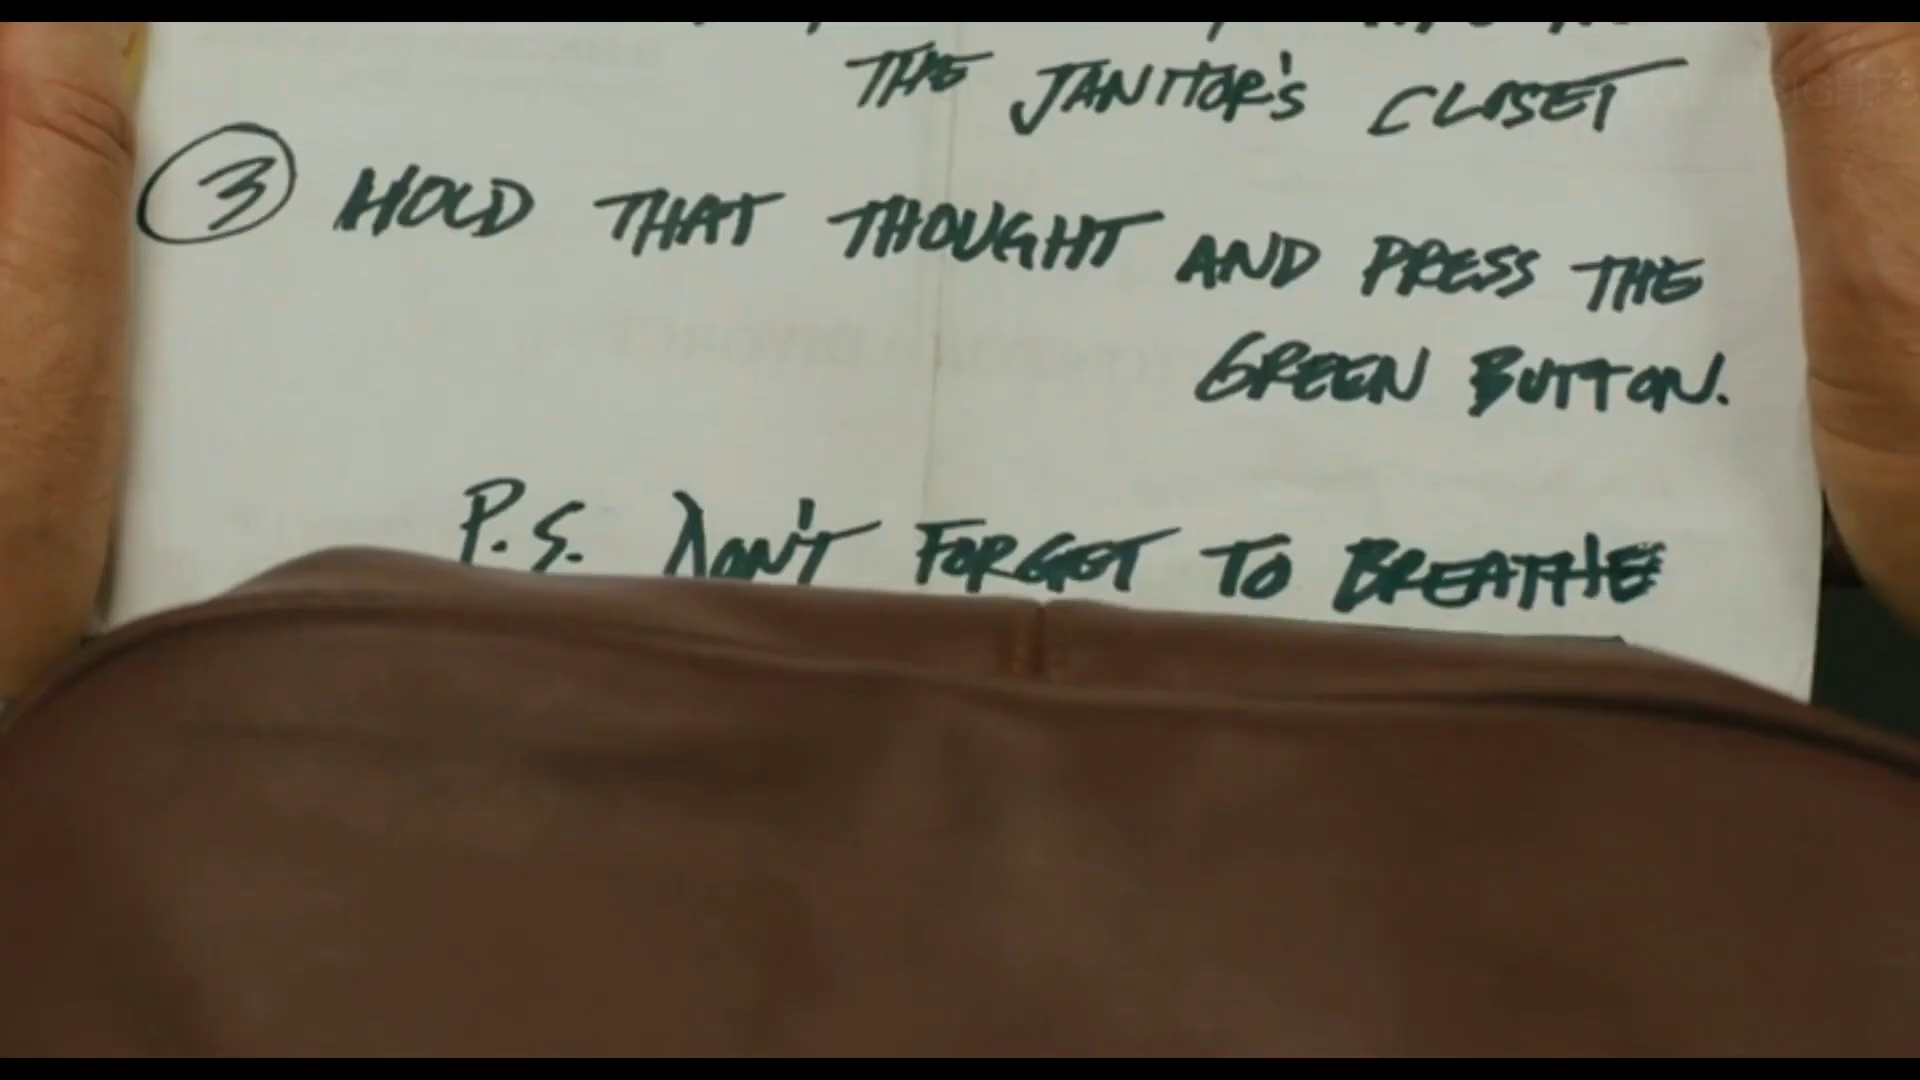 THE JANITOR'S CLOSET
③ HOLD THAT THOUGHT AND PRESS THE
GREEN BUTTON.
P.S. DON'T FORGET TO BREATHE